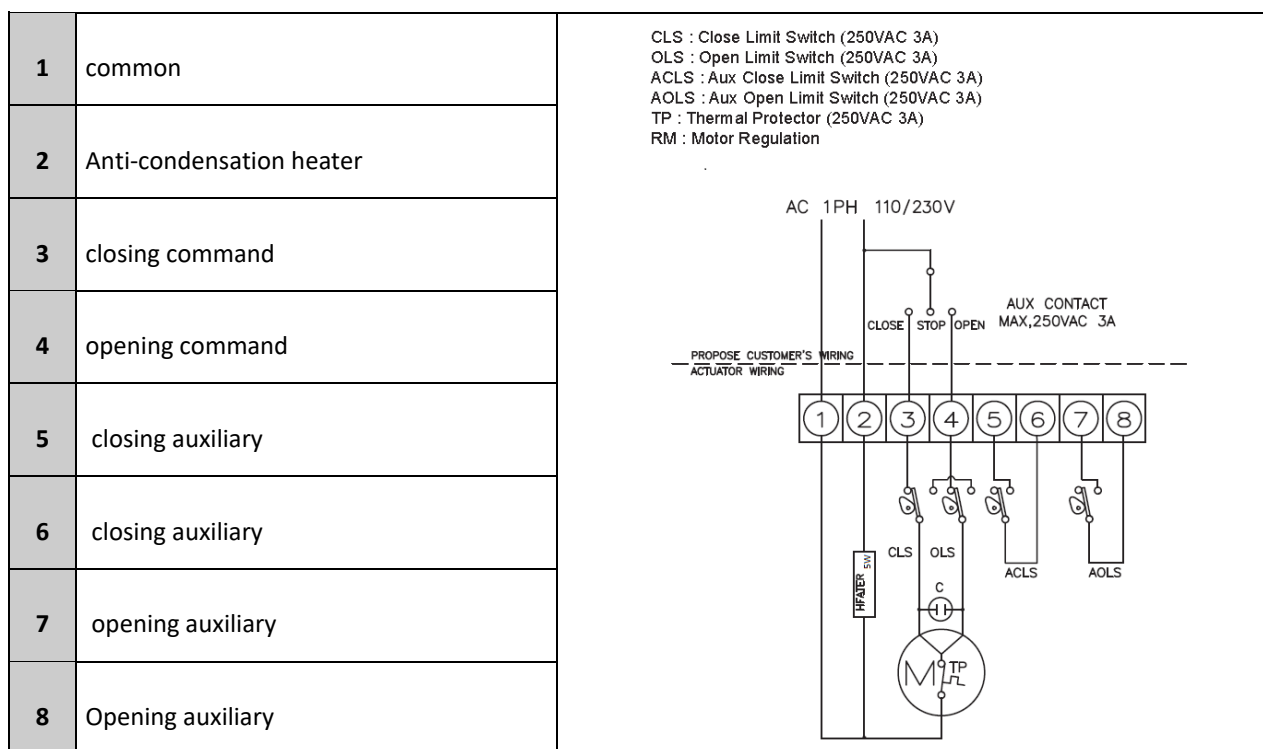 1 common
2 Anti-condensation heater
3 closing command
4 opening command
5 closing auxiliary
6 closing auxiliary
7 opening auxiliary
8 Opening auxiliary
CLS : Close Limit Switch (250VAC 3A)
OLS : Open Limit Switch (250VAC 3A)
ACLS : Aux Close Limit Switch (250VAC 3A)
AOLS : Aux Open Limit Switch (250VAC 3A)
TP : Thermal Protector (250VAC 3A)
RM : Motor Regulation
AC 1PH 110/230V
AUX CONTACT
MAX,250VAC 3A
CLOSE STOP OPEN
PROPOSE CUSTOMER'S WIRING
ACTUATOR WIRING
1 2 3 4 5 6 7 8
CLS OLS
ACLS AOLS
HEATER 5W
C
M TP